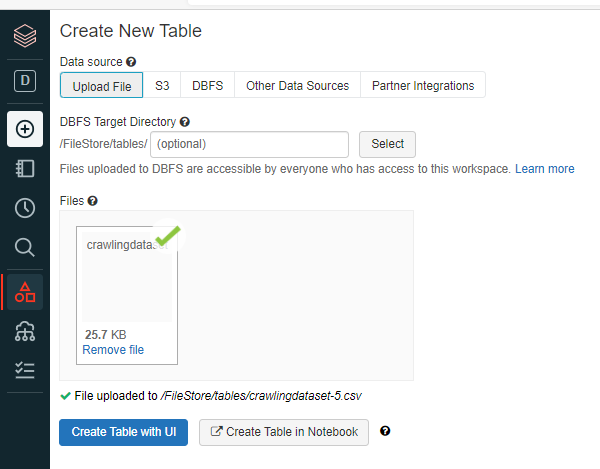 Create New Table
Data source
Upload File S3 DBFS Other Data Sources Partner Integrations
DBFS Target Directory
/FileStore/tables/ (optional) Select
Files uploaded to DBFS are accessible by everyone who has access to this workspace. Learn more
Files
crawlingdataset
25.7 KB
Remove file
File uploaded to /FileStore/tables/crawlingdataset-5.csv
Create Table with UI Create Table in Notebook
D